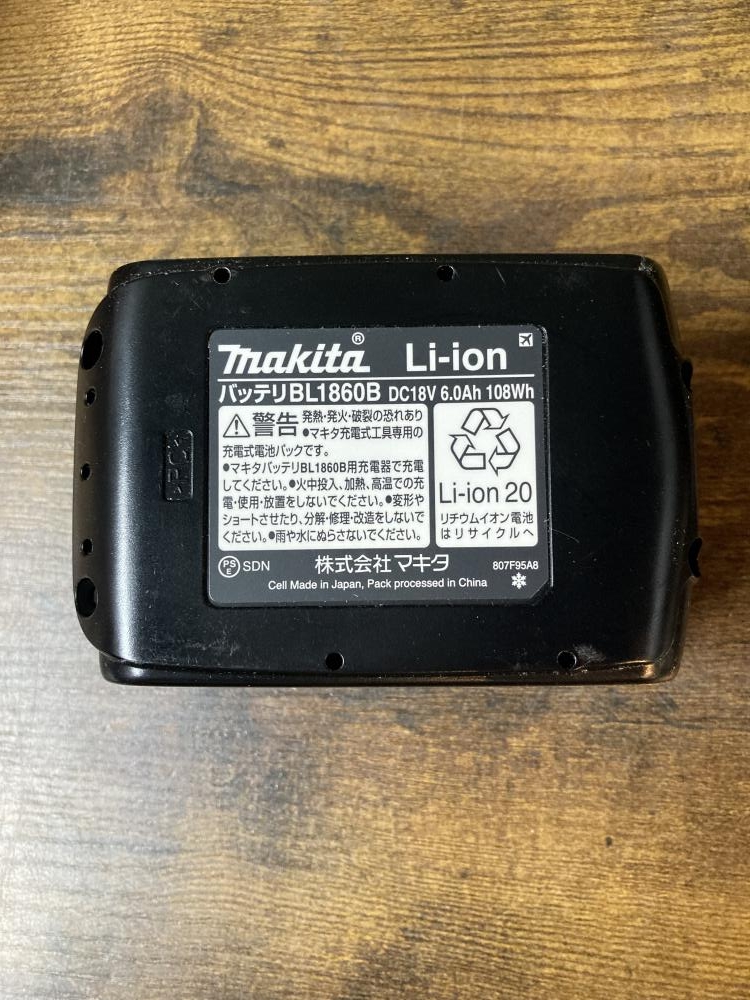 makita® Li-ion
バッテリBL1860B DC18V 6.0Ah 108Wh
警告 発熱・発火・破裂の恐れあり
●マキタ充電式工具専用の
充電式電池パックです。
●マキタバッテリBL1860B用充電器で充電
してください。●火中投入、加熱、高温での充
電・使用・放置をしないでください。●変形や
ショートさせたり、分解・修理・改造をしないで
ください。●雨や水にぬらさないでください。
Li-ion 20
リチウムイオン電池
はリサイクルへ
PS
E
SDN
株式会社マキタ
807F95A8
Cell Made in Japan, Pack processed in China
>PC<